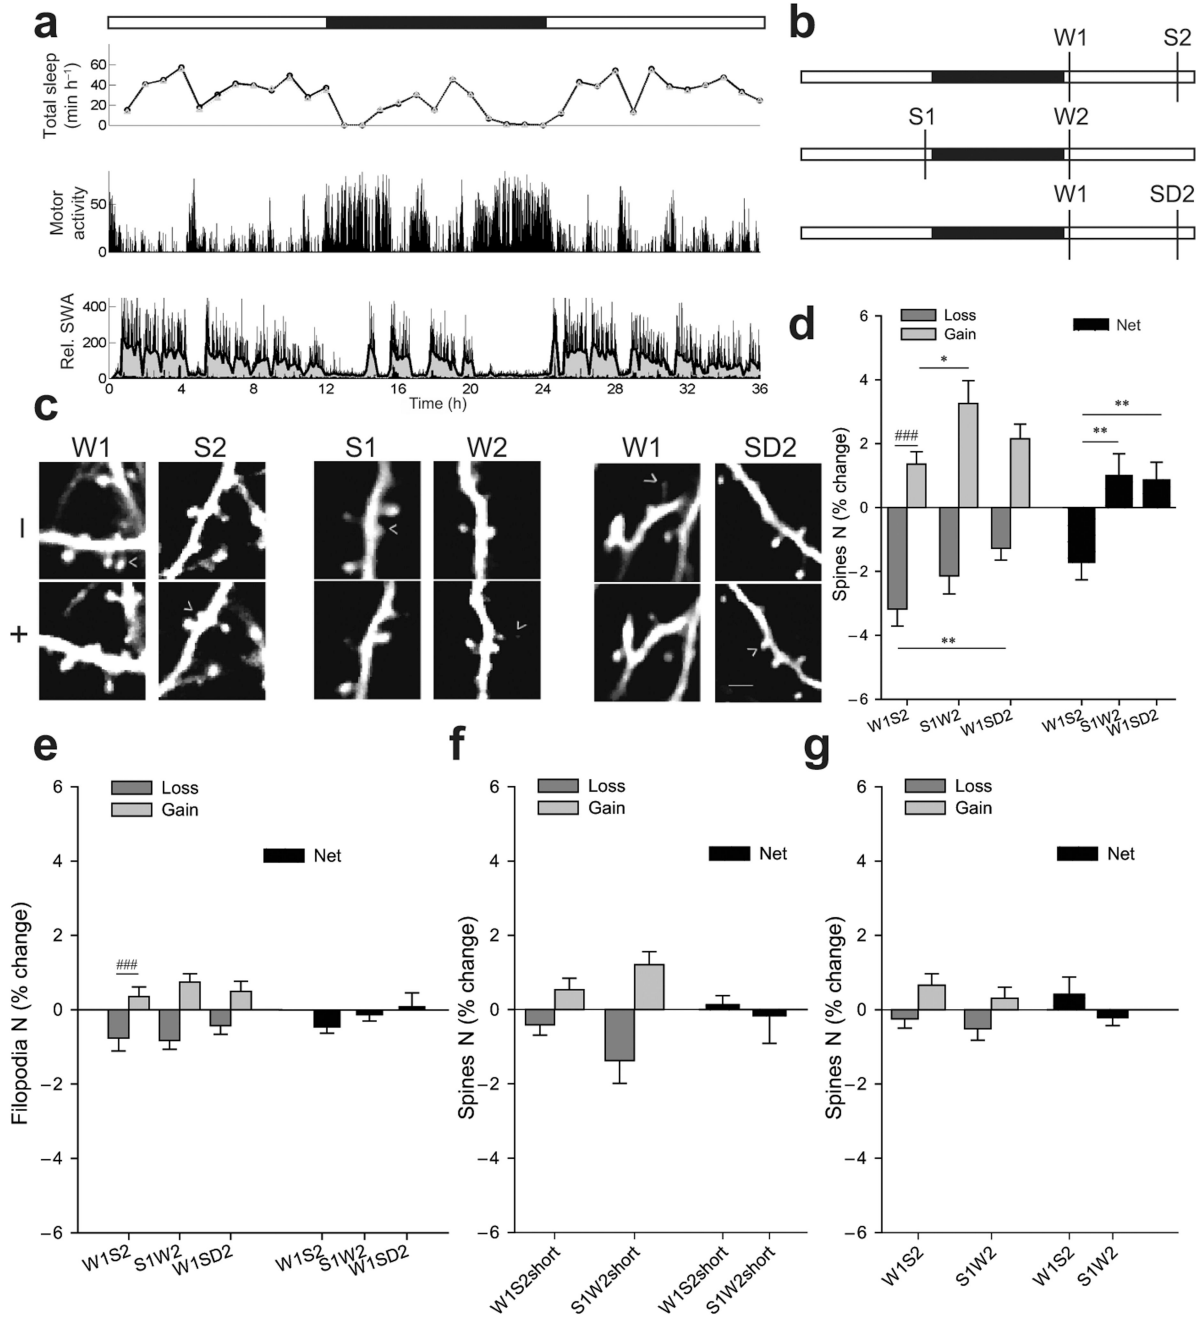 a
Total sleep
(min h⁻¹)
60
40
20
0
Motor
activity
50
0
Rel. SWA
400
200
0
0 4 8 12 16 20 24 28 32 36
Time (h)
b
W1 S2
S1 W2
W1 SD2
c
W1 S2 S1 W2 W1 SD2
–
+
d
Loss
Gain
Net
Spines N (% change)
6
4
2
0
−2
−4
−6
*
###
**
**
**
W1S2 S1W2 W1SD2 W1S2 S1W2 W1SD2
e
Loss
Gain
Net
Filopodia N (% change)
6
4
2
0
−2
−4
−6
###
W1S2 S1W2 W1SD2 W1S2 S1W2 W1SD2
f
Loss
Gain
Net
Spines N (% change)
6
4
2
0
−2
−4
−6
W1S2short S1W2short W1S2short S1W2short
g
Loss
Gain
Net
Spines N (% change)
6
4
2
0
−2
−4
−6
W1S2 S1W2 W1S2 S1W2